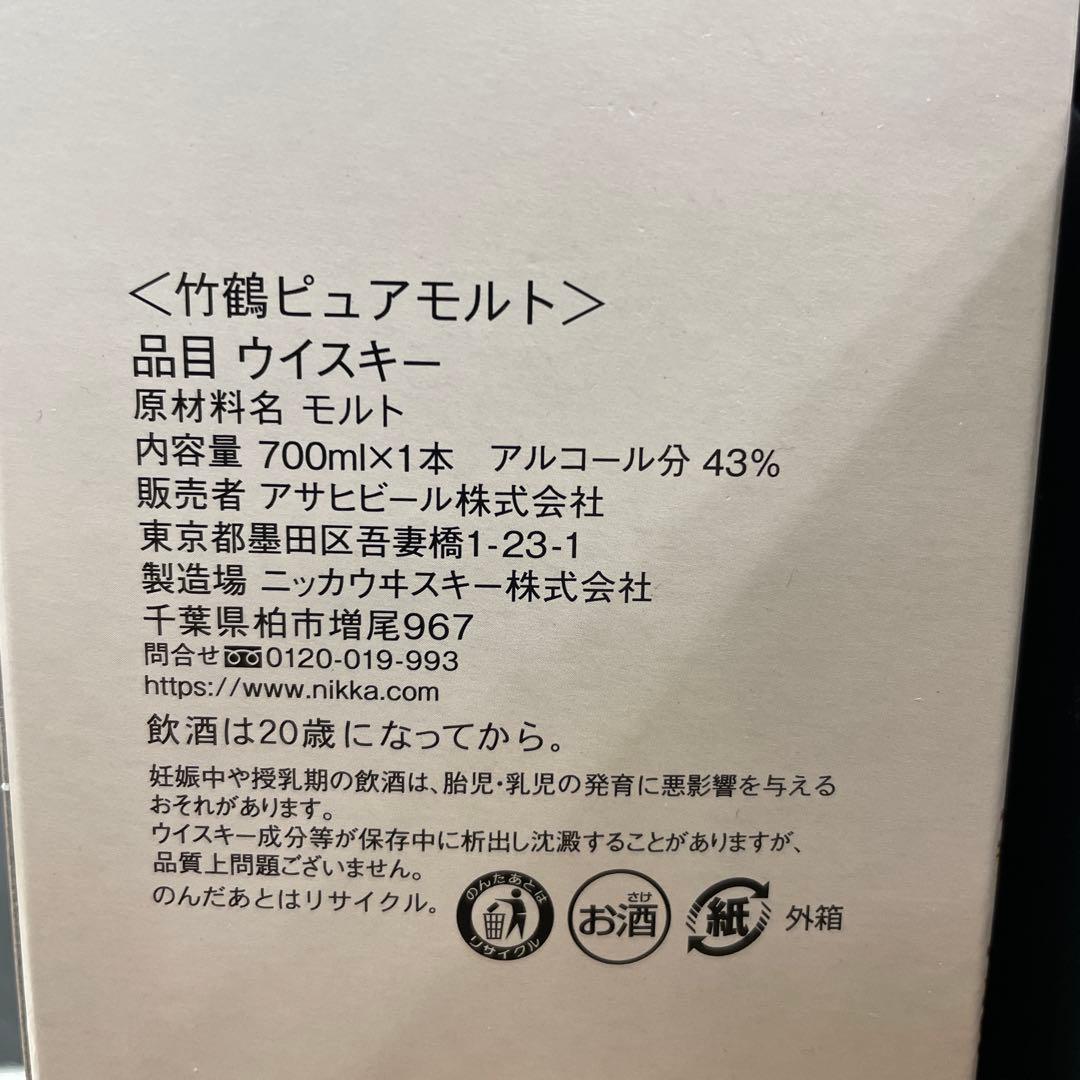 ＜竹鶴ピュアモルト＞
品目 ウイスキー
原材料名 モルト
内容量 700ml×1本 アルコール分 43%
販売者 アサヒビール株式会社
東京都墨田区吾妻橋1-23-1
製造場 ニッカウヰスキー株式会社
千葉県柏市増尾967
問合せ 0120-019-993
https://www.nikka.com
飲酒は20歳になってから。
妊娠中や授乳期の飲酒は、胎児・乳児の発育に悪影響を与える
おそれがあります。
ウイスキー成分等が保存中に析出し沈澱することがありますが、
品質上問題ございません。
のんだあとはリサイクル。
のんだあとは
リサイクル
さけ
お酒
紙
外箱